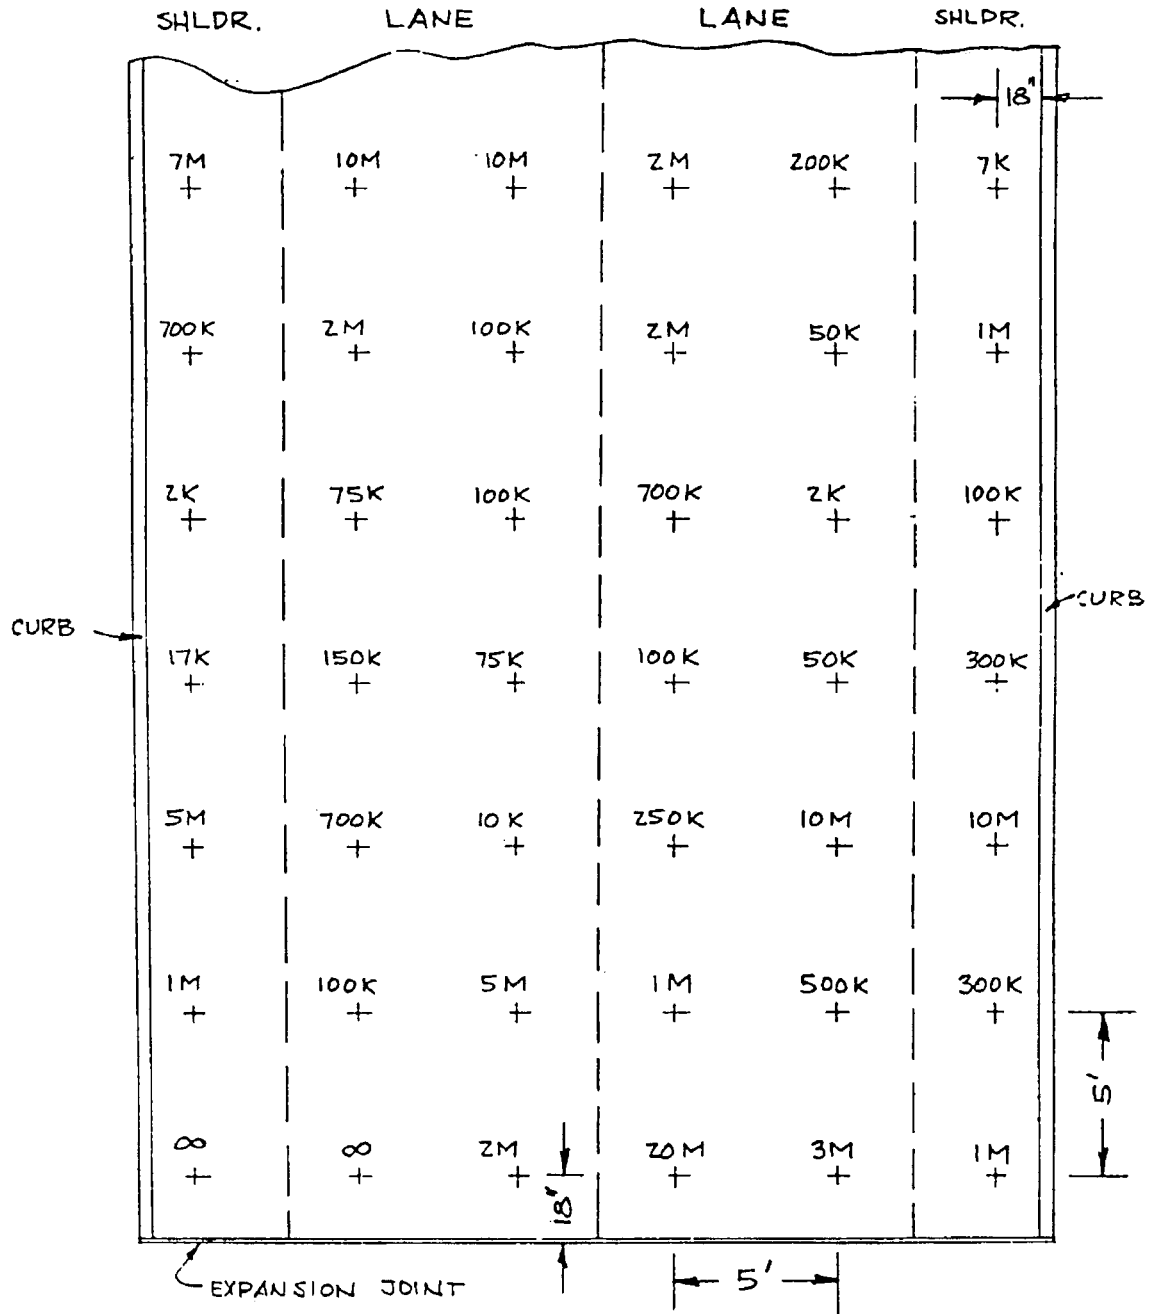 SHLDR. LANE LANE SHLDR.
18"
7M 10M 10M 2M 200K 7K
700K 2M 100K 2M 50K 1M
2K 75K 100K 700K 2K 100K
CURB CURB
17K 150K 75K 100K 50K 300K
5M 700K 10K 250K 10M 10M
1M 100K 5M 1M 500K 300K
5'
∞ ∞ 2M 20M 3M 1M
18"
EXPANSION JOINT 5'